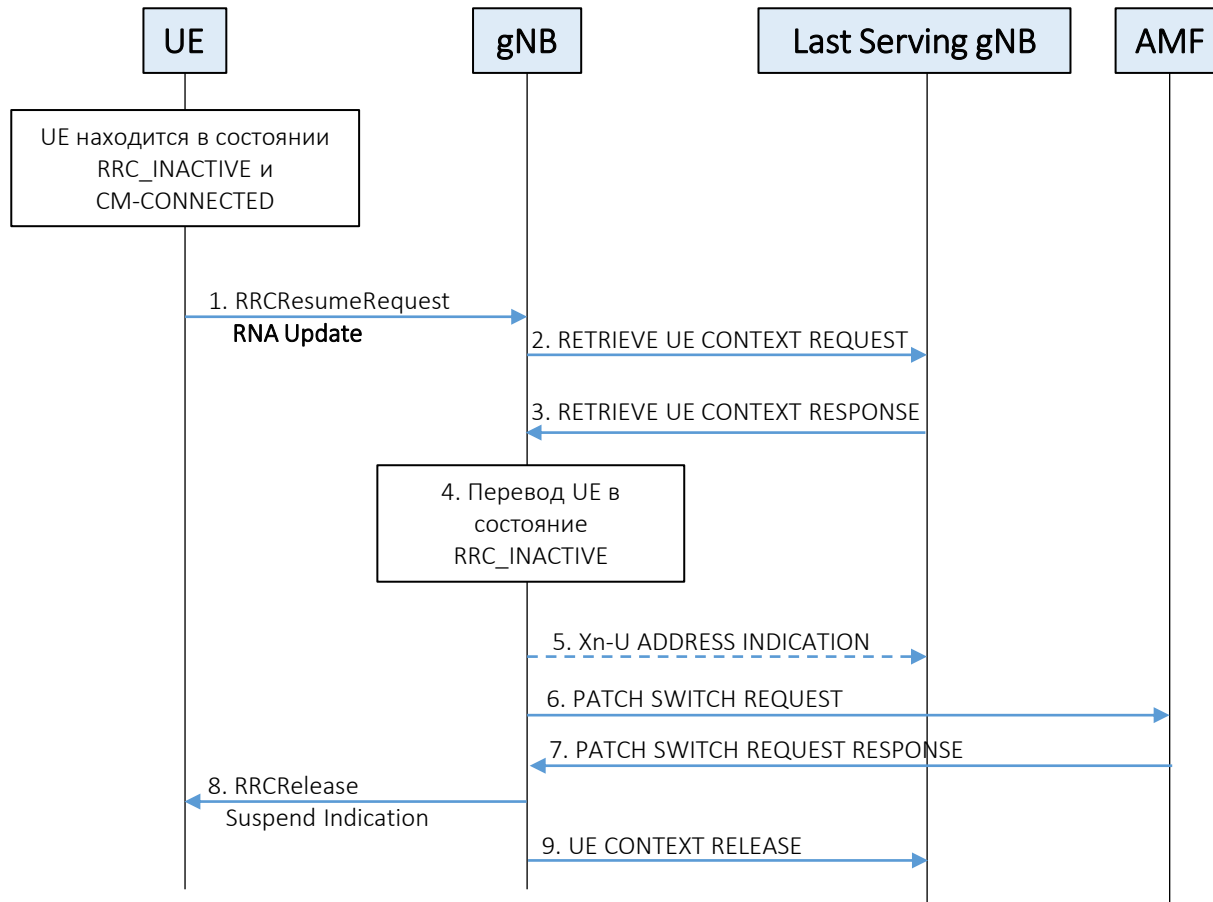 UE
gNB
Last Serving gNB
AMF
UE находится в состоянии
RRC_INACTIVE и
CM-CONNECTED
1. RRCResumeRequest
RNA Update
2. RETRIEVE UE CONTEXT REQUEST
3. RETRIEVE UE CONTEXT RESPONSE
4. Перевод UE в
состояние
RRC_INACTIVE
5. Xn-U ADDRESS INDICATION
6. PATCH SWITCH REQUEST
7. PATCH SWITCH REQUEST RESPONSE
8. RRCRelease
Suspend Indication
9. UE CONTEXT RELEASE